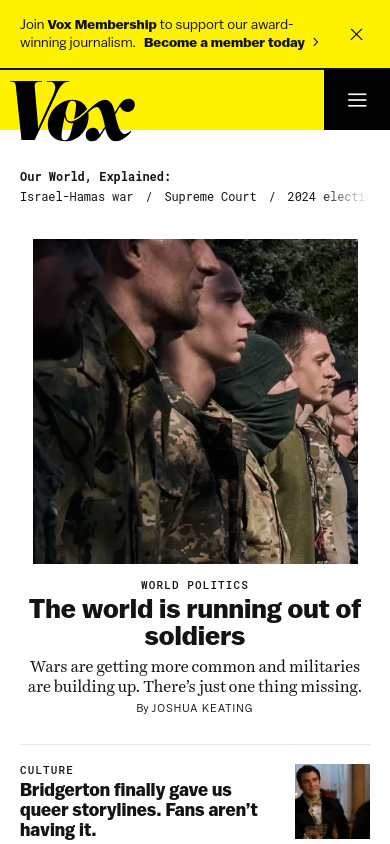 Join Vox Membership to support our award-
winning journalism. Become a member today
Vox
Our World, Explained:
Israel-Hamas war / Supreme Court / 2024 electi
WORLD POLITICS
The world is running out of
soldiers
Wars are getting more common and militaries
are building up. There’s just one thing missing.
By JOSHUA KEATING
CULTURE
Bridgerton finally gave us
queer storylines. Fans aren’t
having it.